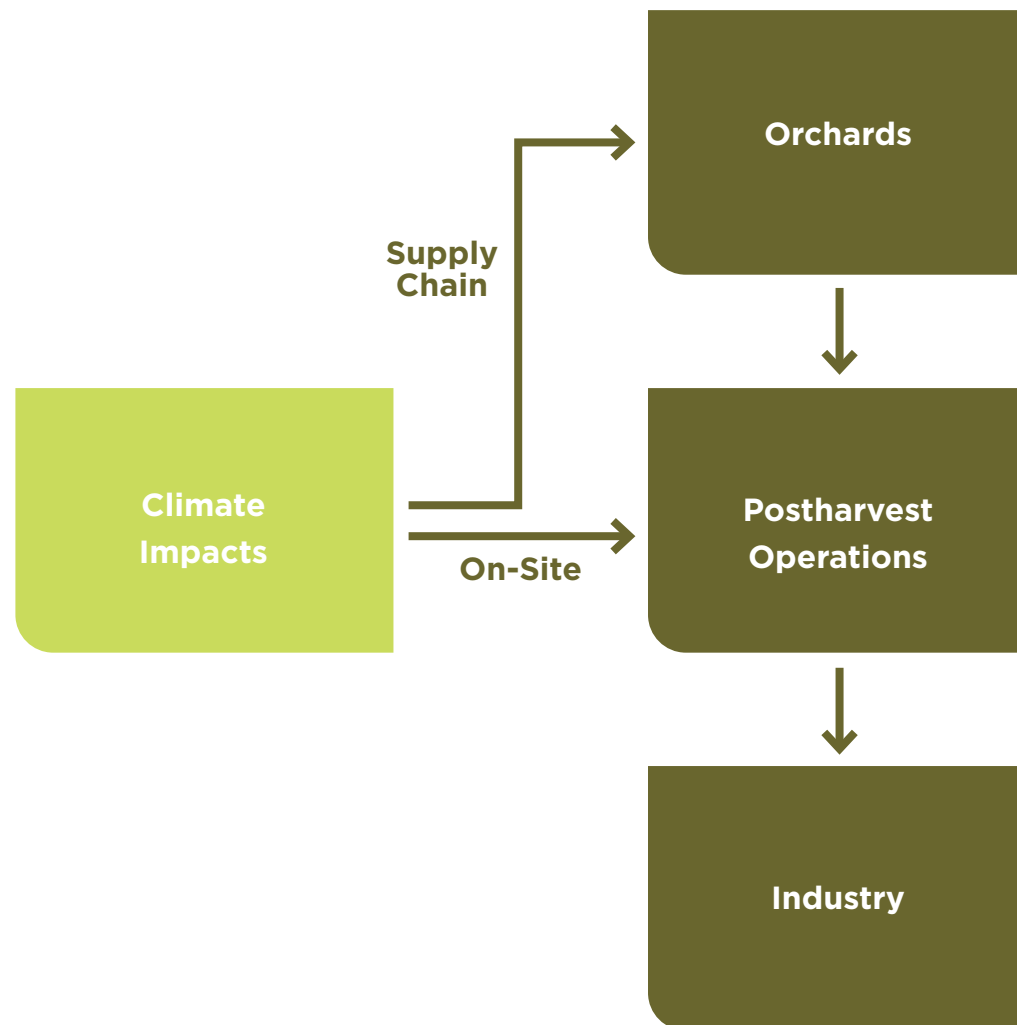 Orchards
Supply
Chain
Climate
Impacts
On-Site
Postharvest
Operations
Industry